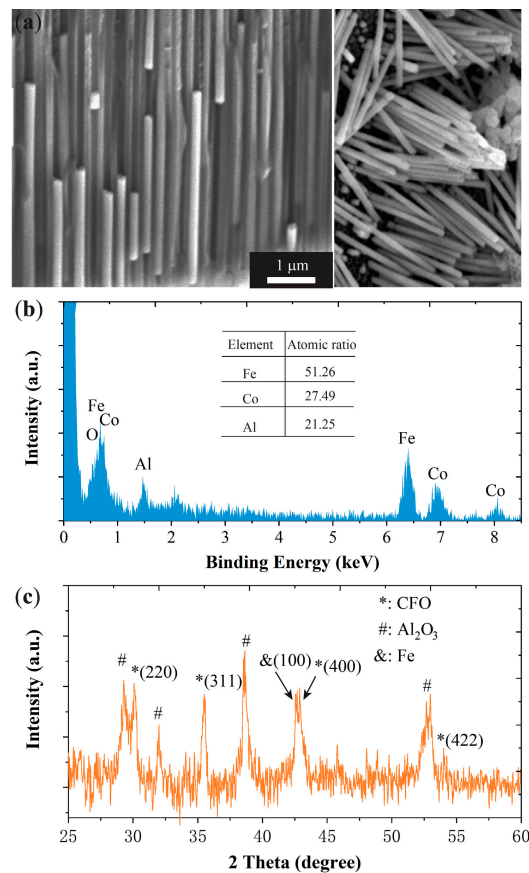 (a)
1 μm
(b)
Intensity (a.u.)
Element Atomic ratio
Fe 51.26
Co 27.49
Al 21.25
Fe
O Co
Al
Fe
Co
Co
0 1 2 3 4 5 6 7 8
Binding Energy (keV)
(c)
Intensity (a.u.)
*: CFO
#: Al₂O₃
&: Fe
#
*(220)
#
*(311)
#
&(100)
*(400)
#
*(422)
25 30 35 40 45 50 55 60
2 Theta (degree)